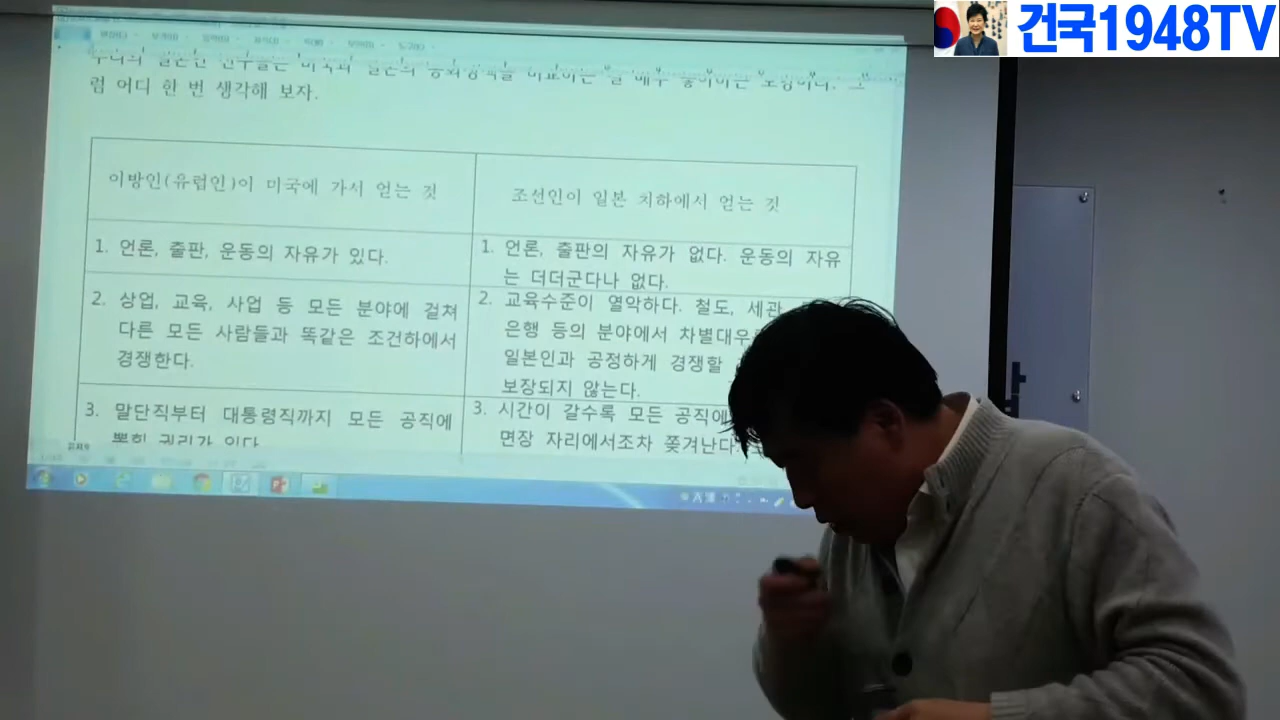 건국1948TV
럼 어디 한 번 생각해 보자.
이방인(유럽인)이 미국에 가서 얻는 것
조선인이 일본 치하에서 얻는 것
1. 언론, 출판, 운동의 자유가 있다.
1. 언론, 출판의 자유가 없다. 운동의 자유
는 더더군다나 없다.
2. 상업, 교육, 사업 등 모든 분야에 걸쳐
다른 모든 사람들과 똑같은 조건하에서
경쟁한다.
2. 교육수준이 열악하다. 철도, 세관,
은행 등의 분야에서 차별대우
일본인과 공정하게 경쟁할
보장되지 않는다.
3. 말단직부터 대통령직까지 모든 공직에
뽑힐 권리가 있다
3. 시간이 갈수록 모든 공직에
면장 자리에서조차 쫓겨난다.